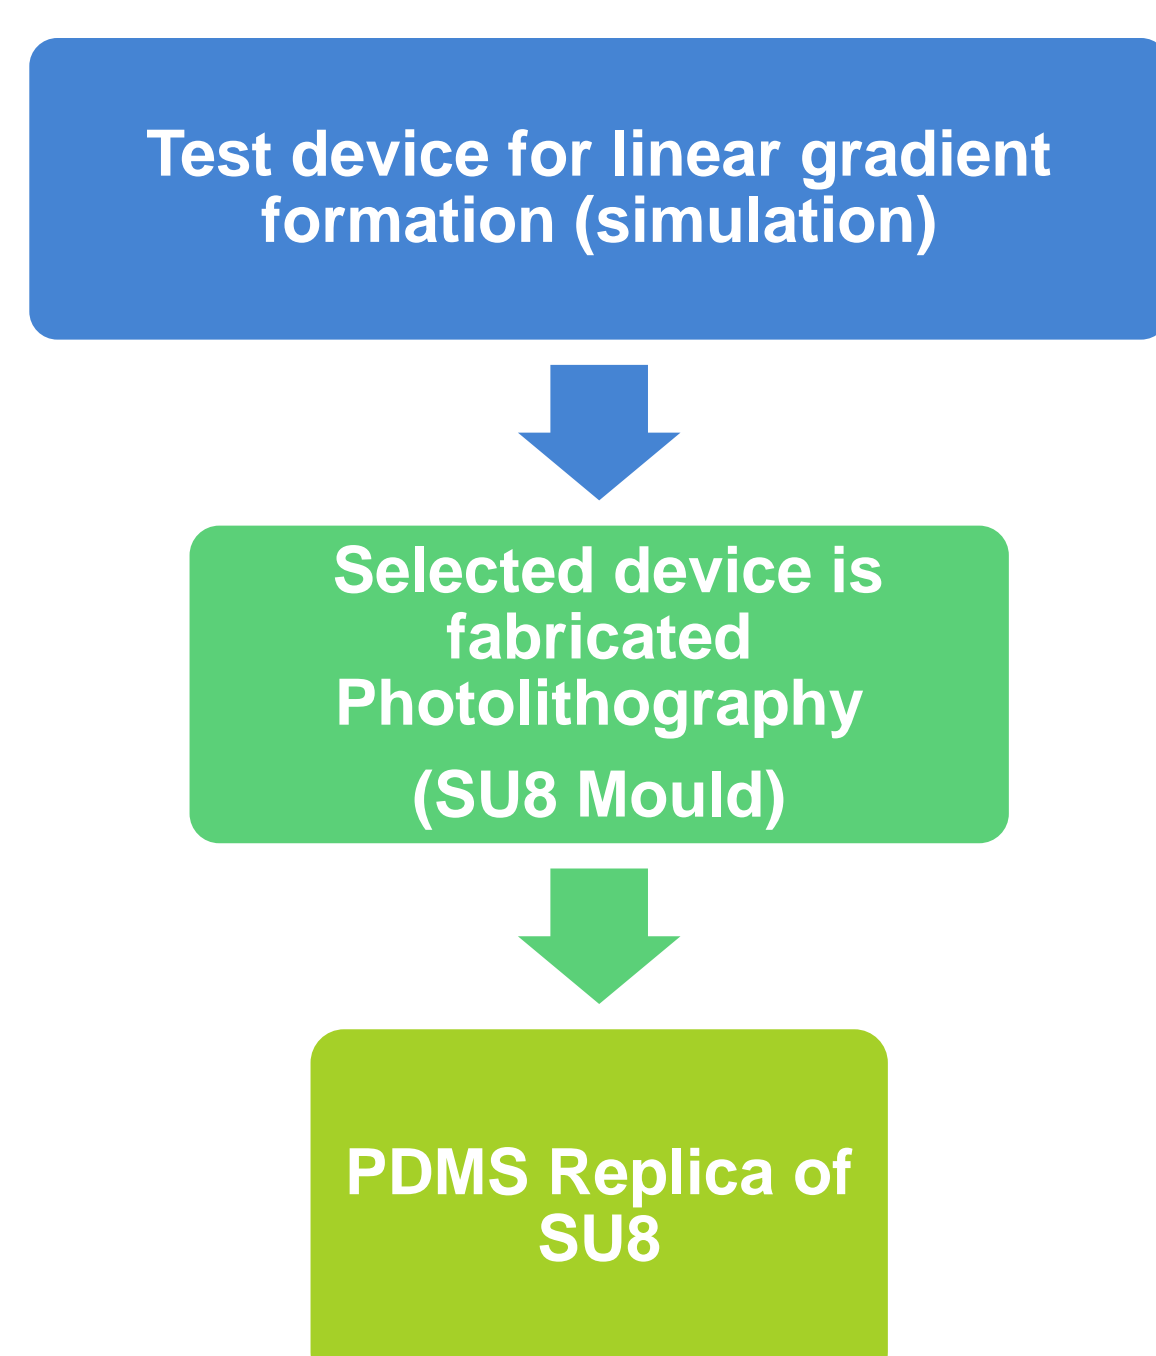 Test device for linear gradient
formation (simulation)
Selected device is
fabricated
Photolithography
(SU8 Mould)
PDMS Replica of
SU8